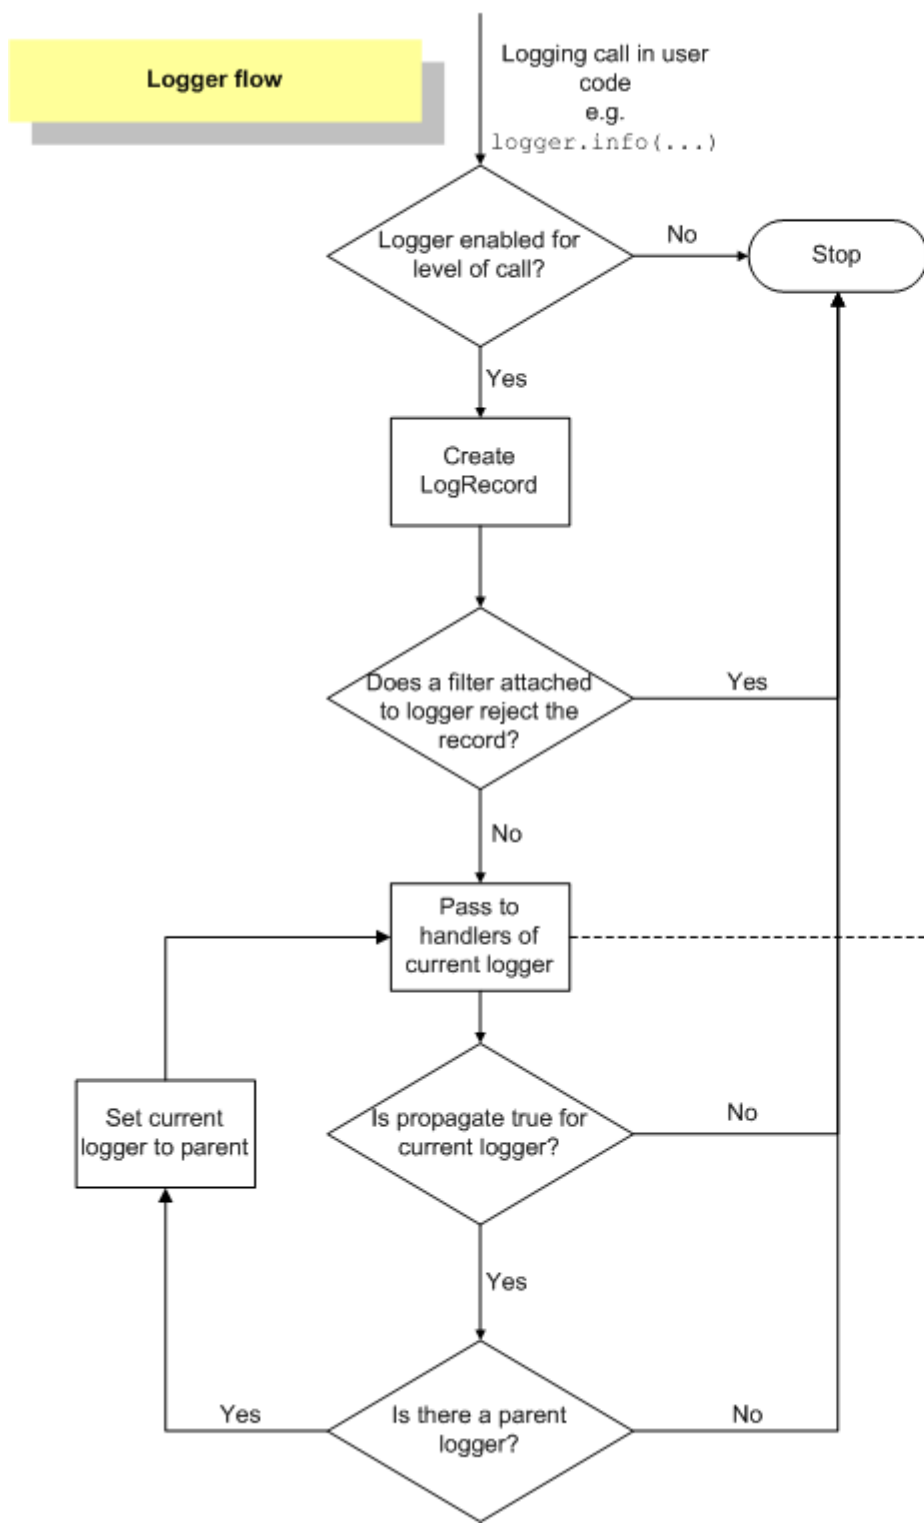 Logger flow
Logging call in user
code
e.g.
logger.info(...)
Logger enabled for
level of call?
No
Stop
Yes
Create
LogRecord
Does a filter attached
to logger reject the
record?
Yes
No
Pass to
handlers of
current logger
Set current
logger to parent
Is propagate true for
current logger?
No
Yes
Is there a parent
logger?
Yes
No